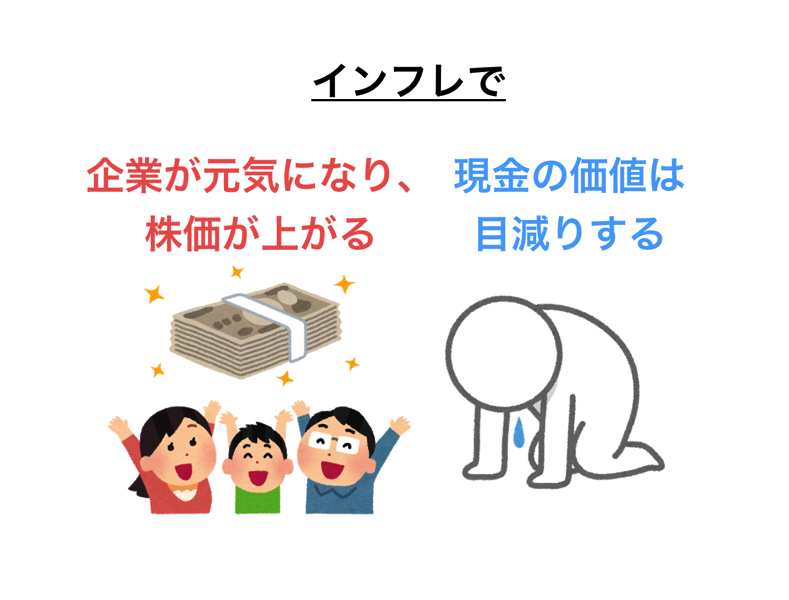 インフレで
企業が元気になり、
株価が上がる
現金の価値は
目減りする